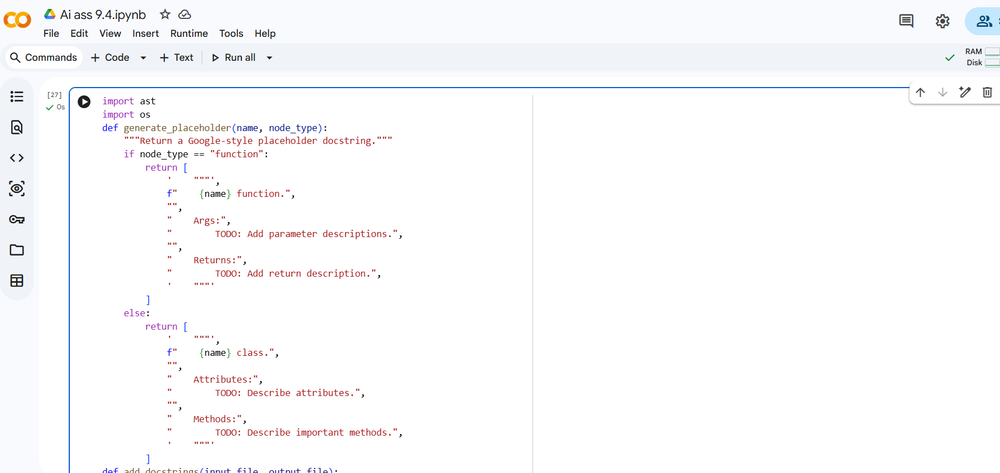 Ai ass 9.4.ipynb
File Edit View Insert Runtime Tools Help
Commands + Code + Text Run all
RAM
Disk
[27]
0s
import ast
import os
def generate_placeholder(name, node_type):
    """Return a Google-style placeholder docstring."""
    if node_type == "function":
        return [
            '    """',
            f"    {name} function.",
            "",
            "    Args:",
            "        TODO: Add parameter descriptions.",
            "",
            "    Returns:",
            "        TODO: Add return description.",
            '    """'
        ]
    else:
        return [
            '    """',
            f"    {name} class.",
            "",
            "    Attributes:",
            "        TODO: Describe attributes.",
            "",
            "    Methods:",
            "        TODO: Describe important methods.",
            '    """'
        ]
def add_docstrings(input_file, output_file):